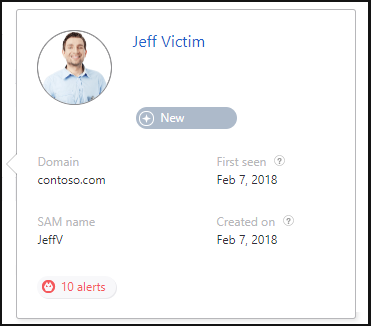 Jeff Victim
New
Domain
contoso.com
First seen ?
Feb 7, 2018
SAM name
JeffV
Created on ?
Feb 7, 2018
10 alerts